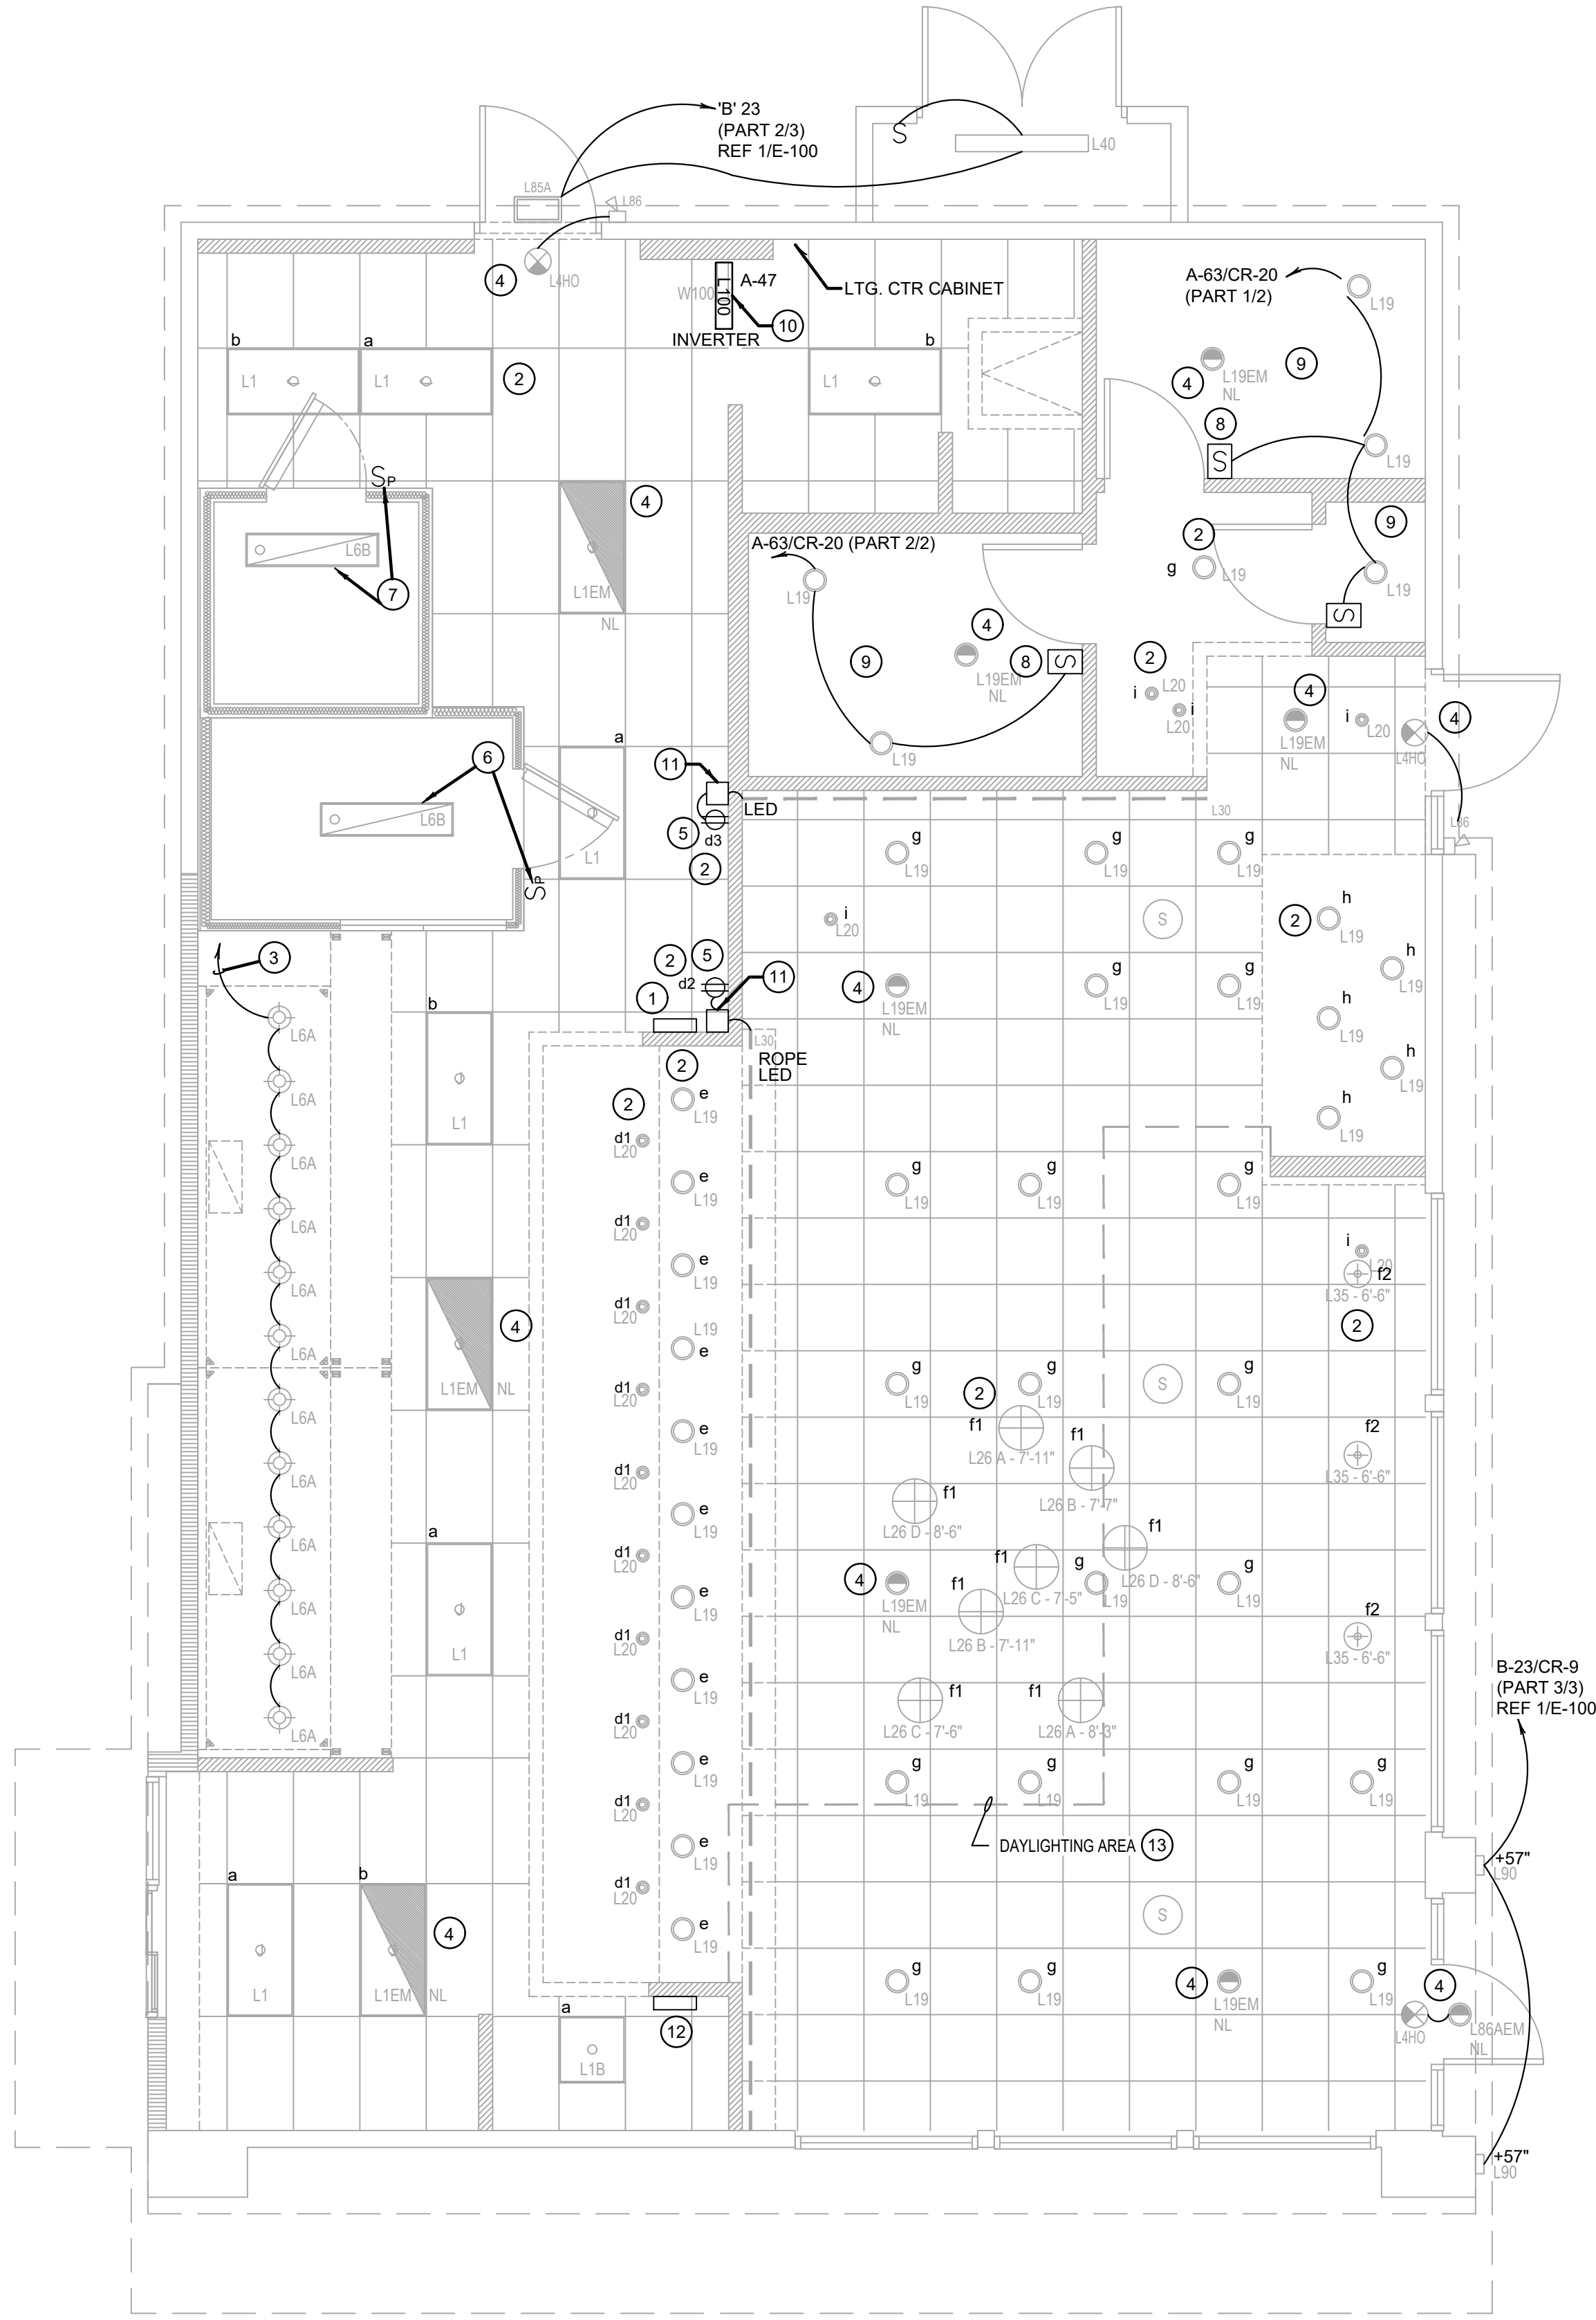 'B' 23
(PART 2/3)
REF 1/E-100
S
L40
L85A
L86
4
L4HO
W100
L100
A-47
10
INVERTER
LTG. CTR CABINET
A-63/CR-20
(PART 1/2)
L19
L19EM
NL
4
9
8
S
L19
b
L1
a
L1
2
b
L1
SP
L6B
7
4
L1EM
NL
A-63/CR-20 (PART 2/2)
L19
9
4
L19EM
NL
8
S
L19
2
g
L19
9
L19
S
2
i
L20
i
L20
4
L19EM
NL
i
L20
L4HO
4
L86
6
L6B
SP
a
L1
11
LED
5
d3
2
L30
g
L19
g
L19
g
L19
i
L20
S
2
h
L19
h
L19
h
L19
h
L19
h
L19
3
2
5
d2
1
11
4
L19EM
NL
g
L19
g
L19
L30
ROPE
LED
b
L1
L6A
L6A
L6A
L6A
L6A
L6A
L6A
L6A
L6A
L6A
L6A
L6A
2
2
e
L19
d1
L20
e
L19
d1
L20
e
L19
d1
L20
L19
e
d1
L20
e
L19
d1
L20
e
L19
d1
L20
e
L19
d1
L20
e
L19
d1
L20
e
L19
d1
L20
e
L19
d1
L20
e
L19
4
L1EM
NL
a
L1
g
L19
g
L19
g
L19
i
L20
f2
L35 - 6'-6"
2
g
L19
2
g
L19
S
g
L19
f1
L26 A - 7'-11"
f1
L26 B - 7'-7"
f2
L35 - 6'-6"
f1
L26 D - 8'-6"
f1
L26 D - 8'-6"
f1
L26 C - 7'-5"
4
L19EM
NL
g
L19
g
L19
f1
L26 B - 7'-11"
f2
L35 - 6'-6"
f1
L26 C - 7'-6"
f1
L26 A - 8'-3"
B-23/CR-9
(PART 3/3)
REF 1/E-100
g
L19
g
L19
g
L19
g
L19
DAYLIGHTING AREA 13
+57"
L90
a
L1
b
L1EM
NL
4
S
g
L19
g
L19
4
L19EM
NL
g
L19
4
L4HO
L86AEM
NL
a
L1B
12
+57"
L90